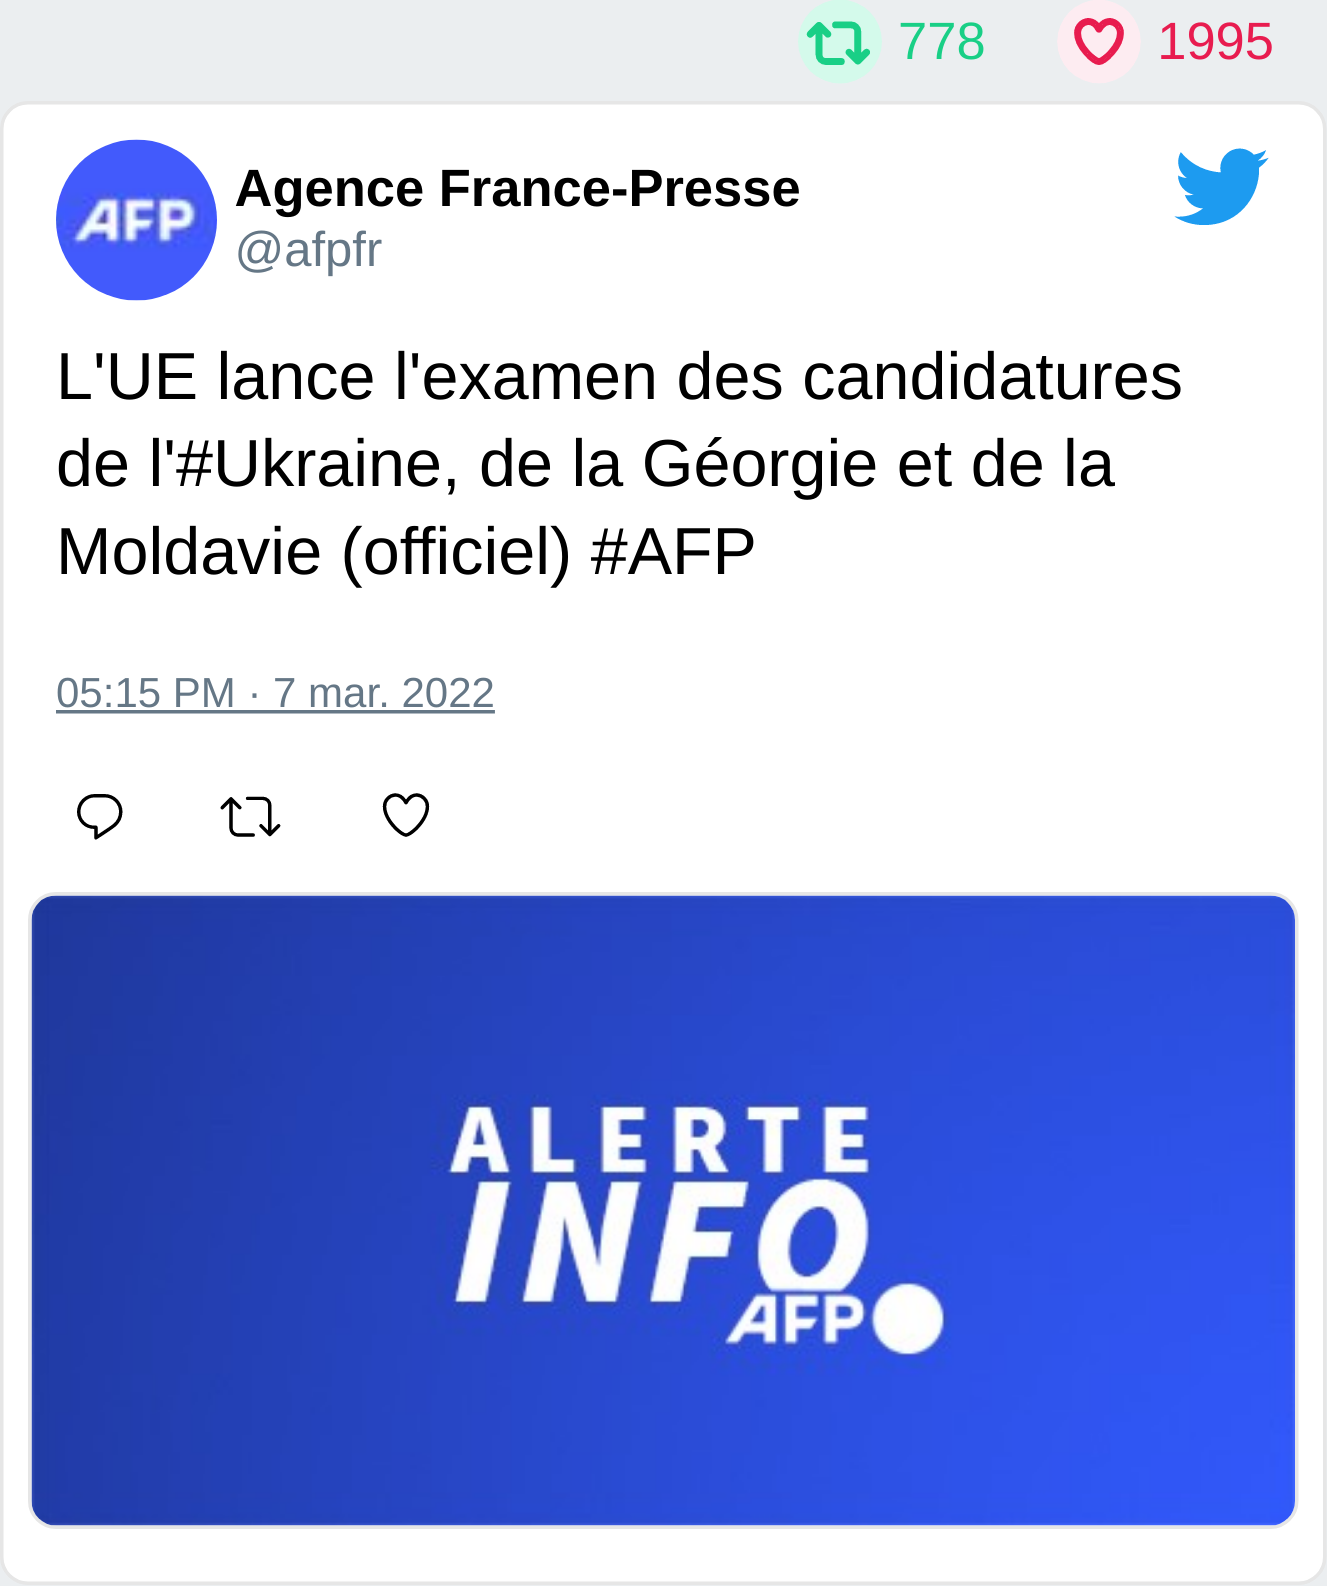 778 1995
AFP
Agence France-Presse
@afpfr
L'UE lance l'examen des candidatures
de l'#Ukraine, de la Géorgie et de la
Moldavie (officiel) #AFP
05:15 PM · 7 mar. 2022
ALERTE
INFO
AFP